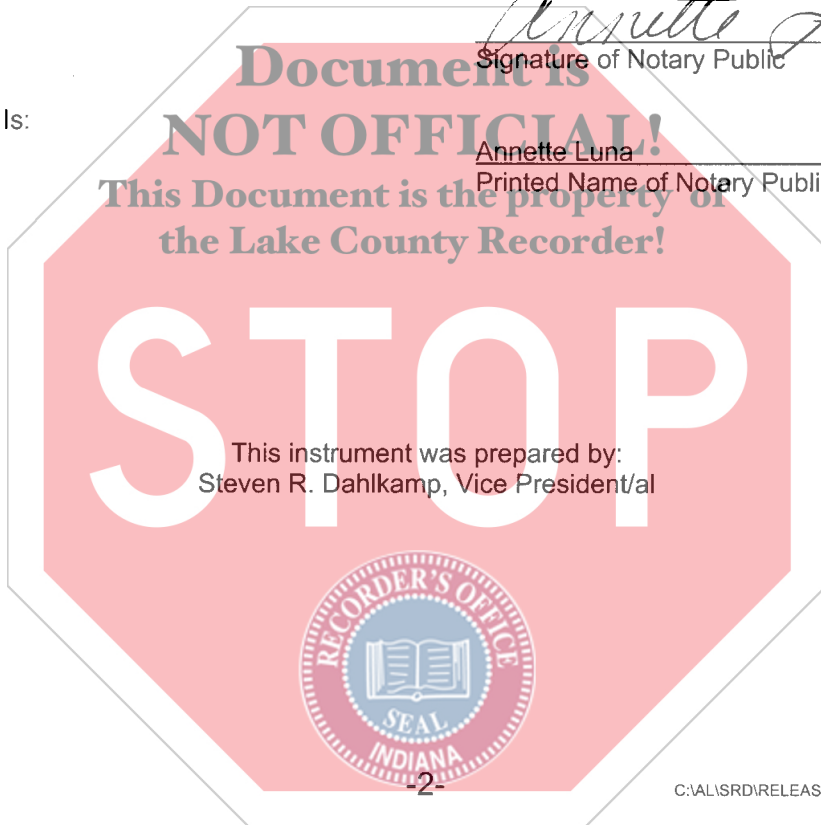 Annette
Document is
Signature of Notary Public
ls:
NOT OFFICIAL!
Annette Luna
This Document is the property of
Printed Name of Notary Publi
the Lake County Recorder!
STOP
This instrument was prepared by:
Steven R. Dahlkamp, Vice President/al
RECORDER'S OFFICE
SEAL
INDIANA
-2-
C:\AL\SRD\RELEAS